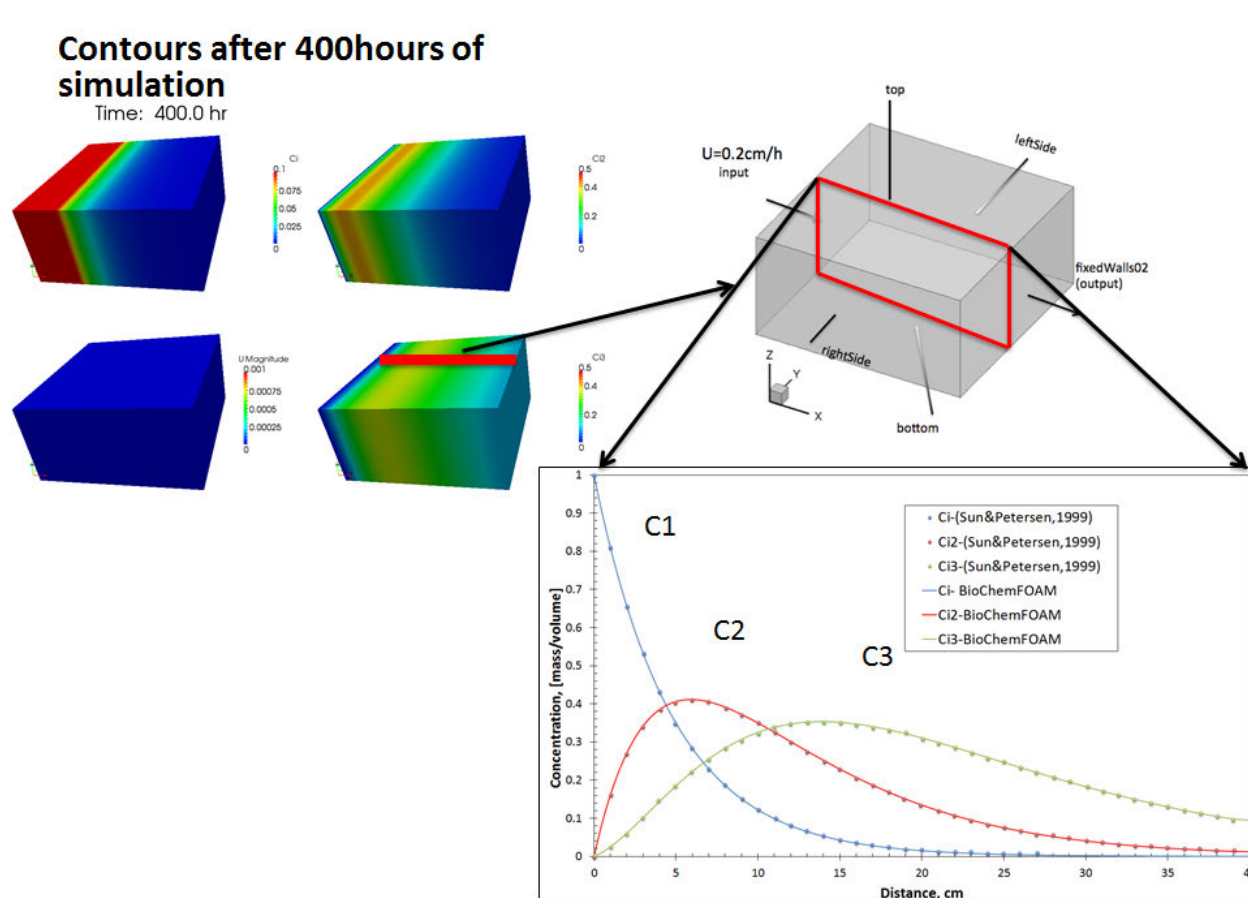 Contours after 400hours of
simulation
Time: 400.0 hr
Ci
0.1
0.075
0.05
0.025
0
Ci2
0.5
0.4
0.2
0
U Magnitude
0.001
0.00075
0.0005
0.00025
0
Ci3
0.5
0.4
0.2
0
top
leftSide
U=0.2cm/h
input
fixedWalls02
(output)
rightSide
bottom
Z
Y
X
C1
C2
C3
Ci-(Sun&Petersen,1999)
Ci2-(Sun&Petersen,1999)
Ci3-(Sun&Petersen,1999)
Ci- BioChemFOAM
Ci2-BioChemFOAM
Ci3-BioChemFOAM
Concentration, [mass/volume]
1
0.9
0.8
0.7
0.6
0.5
0.4
0.3
0.2
0.1
0
0 5 10 15 20 25 30 35
Distance, cm